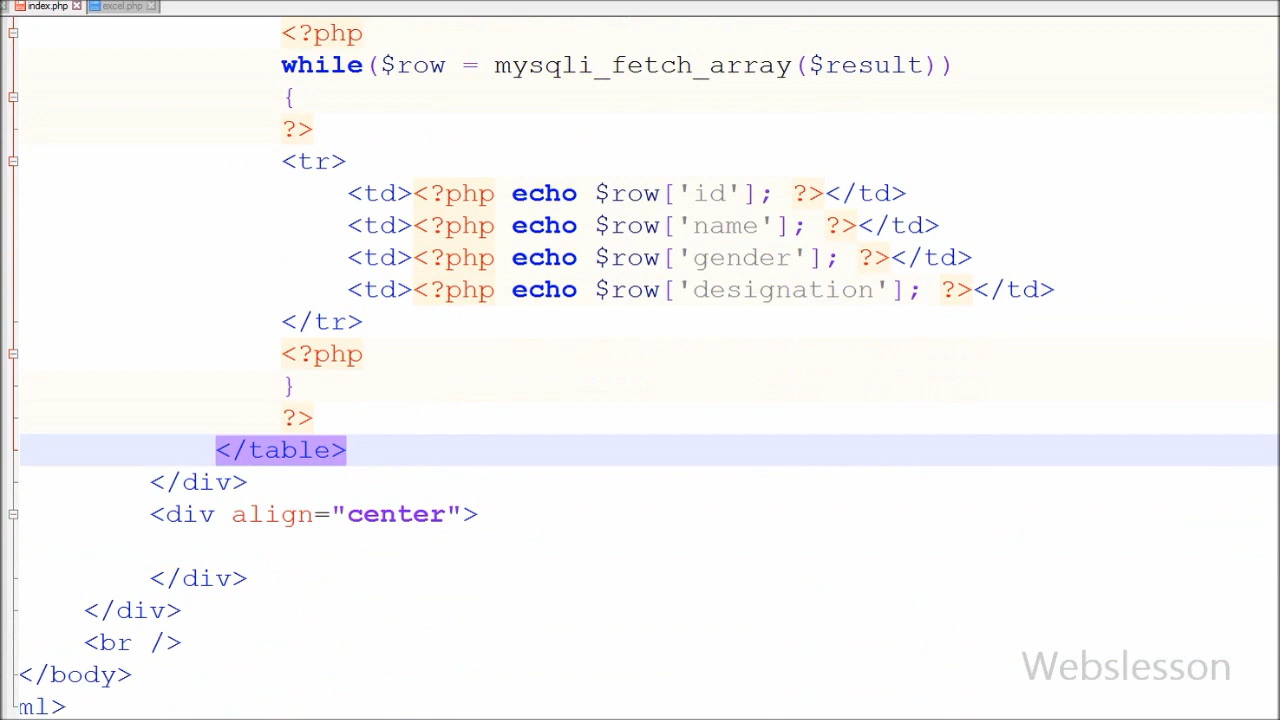 index.php excel.php
<?php
while($row = mysqli_fetch_array($result))
{
?>
<tr>
<td><?php echo $row['id']; ?></td>
<td><?php echo $row['name']; ?></td>
<td><?php echo $row['gender']; ?></td>
<td><?php echo $row['designation']; ?></td>
</tr>
<?php
}
?>
</table>
</div>
<div align="center">
</div>
</div>
<br />
</body>
ml>
Webslesson